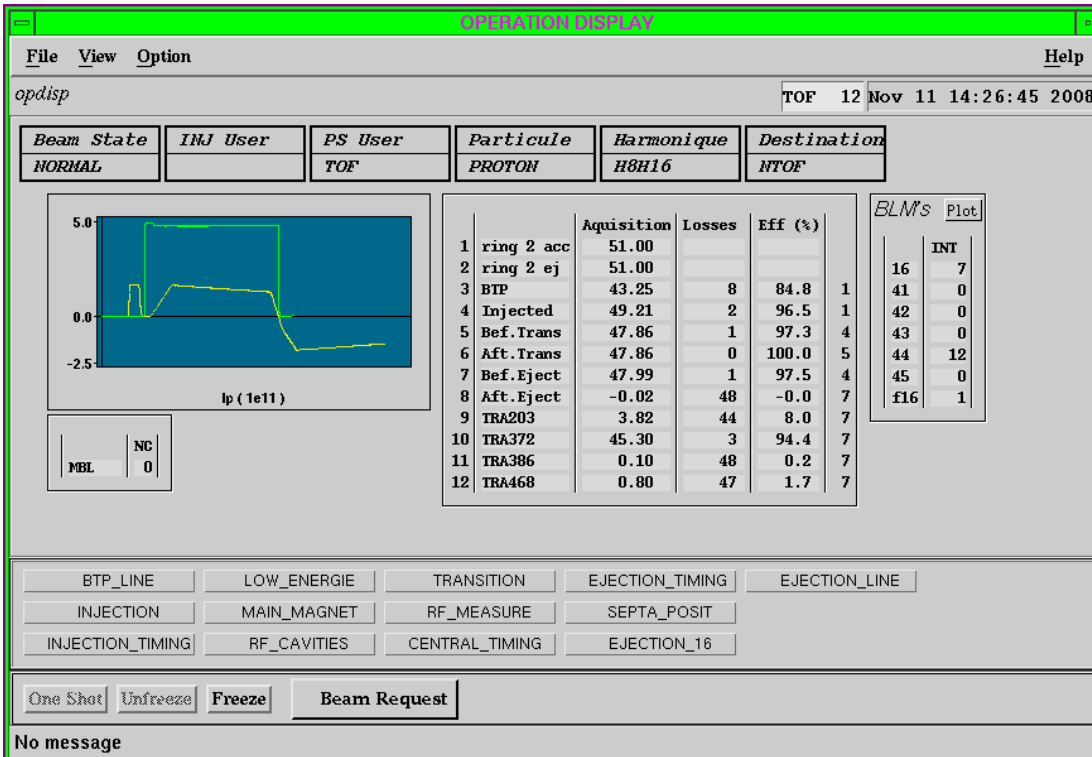 OPERATION DISPLAY
File View Option Help
opdisp
TOF 12 Nov 11 14:26:45 2008
Beam State INJ User PS User Particule Harmonique Destination
NORMAL TOF PROTON H8H16 NTOF
5.0
0.0
-2.5
Ip ( 1e11 )
NC
MBL 0
Aquisition Losses Eff (%)
1 ring 2 acc 51.00
2 ring 2 ej 51.00
3 BTP 43.25 8 84.8 1
4 Injected 49.21 2 96.5 1
5 Bef.Trans 47.86 1 97.3 4
6 Aft.Trans 47.86 0 100.0 5
7 Bef.Eject 47.99 1 97.5 4
8 Aft.Eject -0.02 48 -0.0 7
9 TRA203 3.82 44 8.0 7
10 TRA372 45.30 3 94.4 7
11 TRA386 0.10 48 0.2 7
12 TRA468 0.80 47 1.7 7
BLM's Plot
INT
16 7
41 0
42 0
43 0
44 12
45 0
f16 1
BTP_LINE LOW_ENERGIE TRANSITION EJECTION_TIMING EJECTION_LINE
INJECTION MAIN_MAGNET RF_MEASURE SEPTA_POSIT
INJECTION_TIMING RF_CAVITIES CENTRAL_TIMING EJECTION_16
One Shot Unfreeze Freeze Beam Request
No message